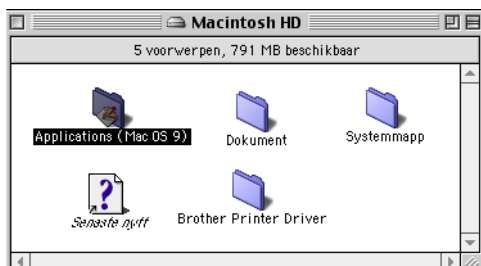 Macintosh HD
5 voorwerpen, 791 MB beschikbaar
Applications (Mac OS 9)
Dokument
Systemmapp
Senaste nytt
Brother Printer Driver